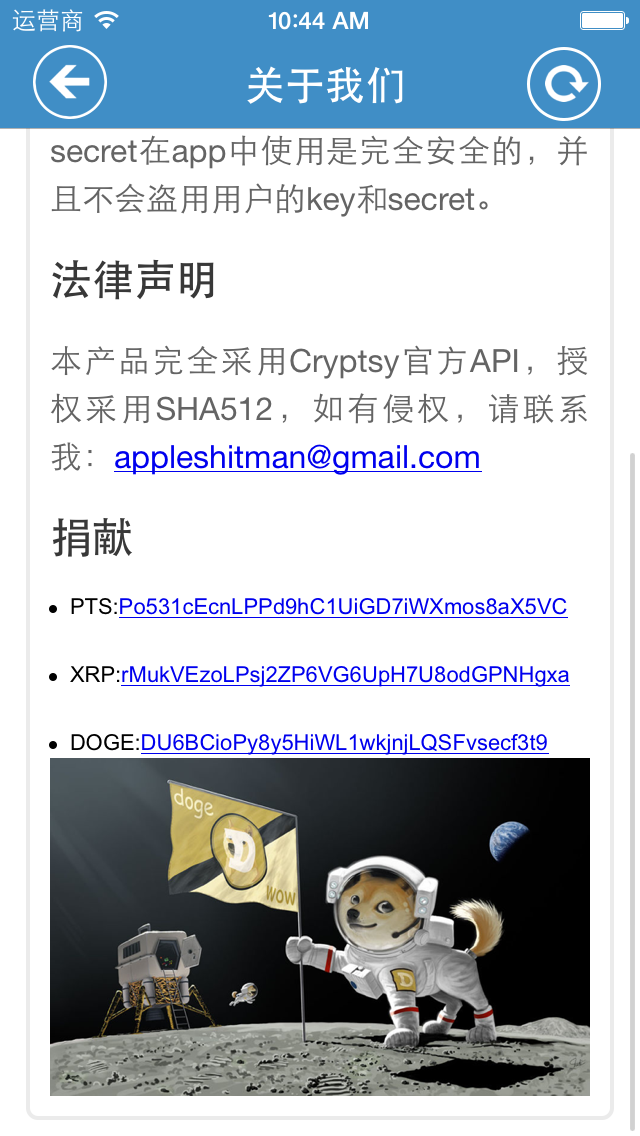 运营商 10:44 AM
关于我们
secret在app中使用是完全安全的，并
且不会盗用用户的key和secret。
法律声明
本产品完全采用Cryptsy官方API，授
权采用SHA512，如有侵权，请联系
我：appleshitman@gmail.com
捐献
PTS:Po531cEcnLPPd9hC1UiGD7iWXmos8aX5VC
XRP:rMukVEzoLPsj2ZP6VG6UpH7U8odGPNHgxa
DOGE:DU6BCioPy8y5HiWL1wkjnjLQSFvsecf3t9
doge
D
WOW
D